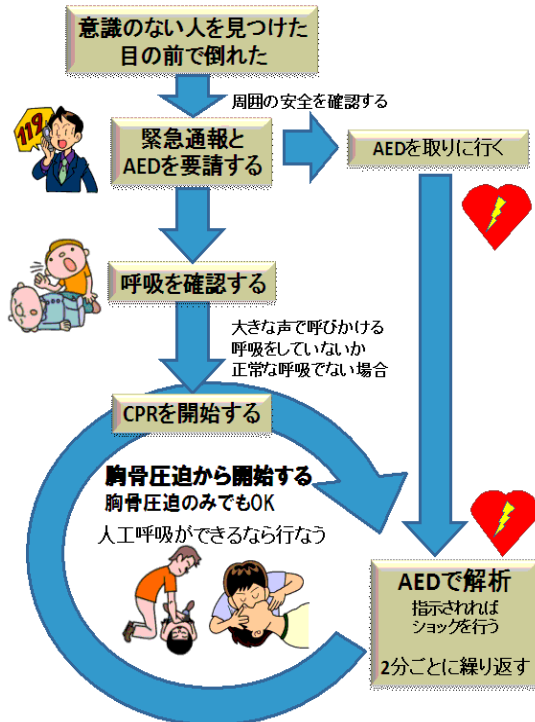 意識のない人を見つけた
目の前で倒れた
周囲の安全を確認する
119
緊急通報と
AEDを要請する
AEDを取りに行く
呼吸を確認する
大きな声で呼びかける
呼吸をしていないか
正常な呼吸でない場合
CPRを開始する
胸骨圧迫から開始する
胸骨圧迫のみでもOK
人工呼吸ができるなら行なう
AEDで解析
指示されれば
ショックを行う
2分ごとに繰り返す